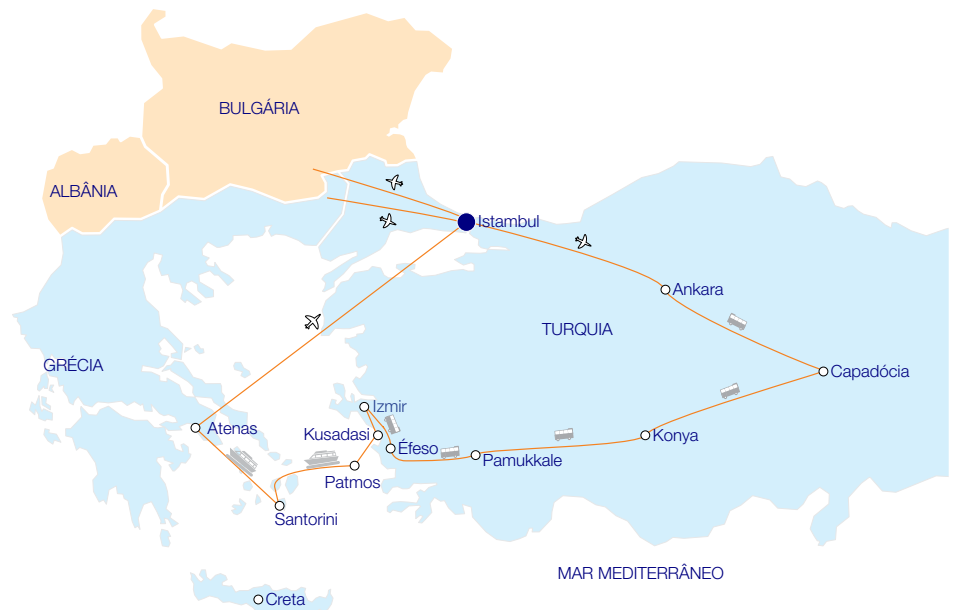 BULGÁRIA
ALBÂNIA
Istambul
Ankara
TURQUIA
GRÉCIA
Capadócia
Izmir
Atenas
Kusadasi
Konya
Éfeso
Pamukkale
Patmos
Santorini
MAR MEDITERRÂNEO
Creta